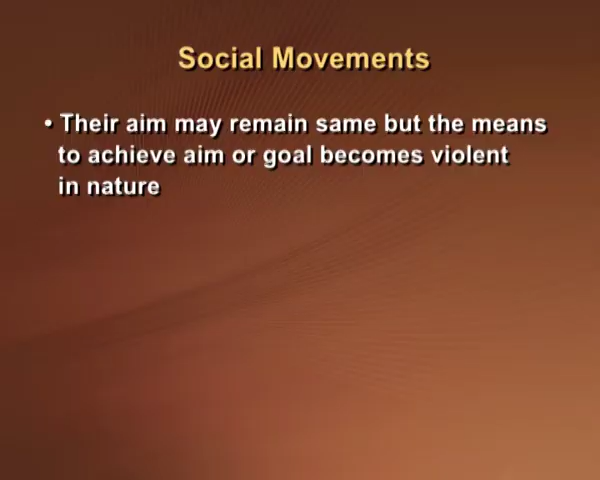 Social Movements
• Their aim may remain same but the means
to achieve aim or goal becomes violent
in nature